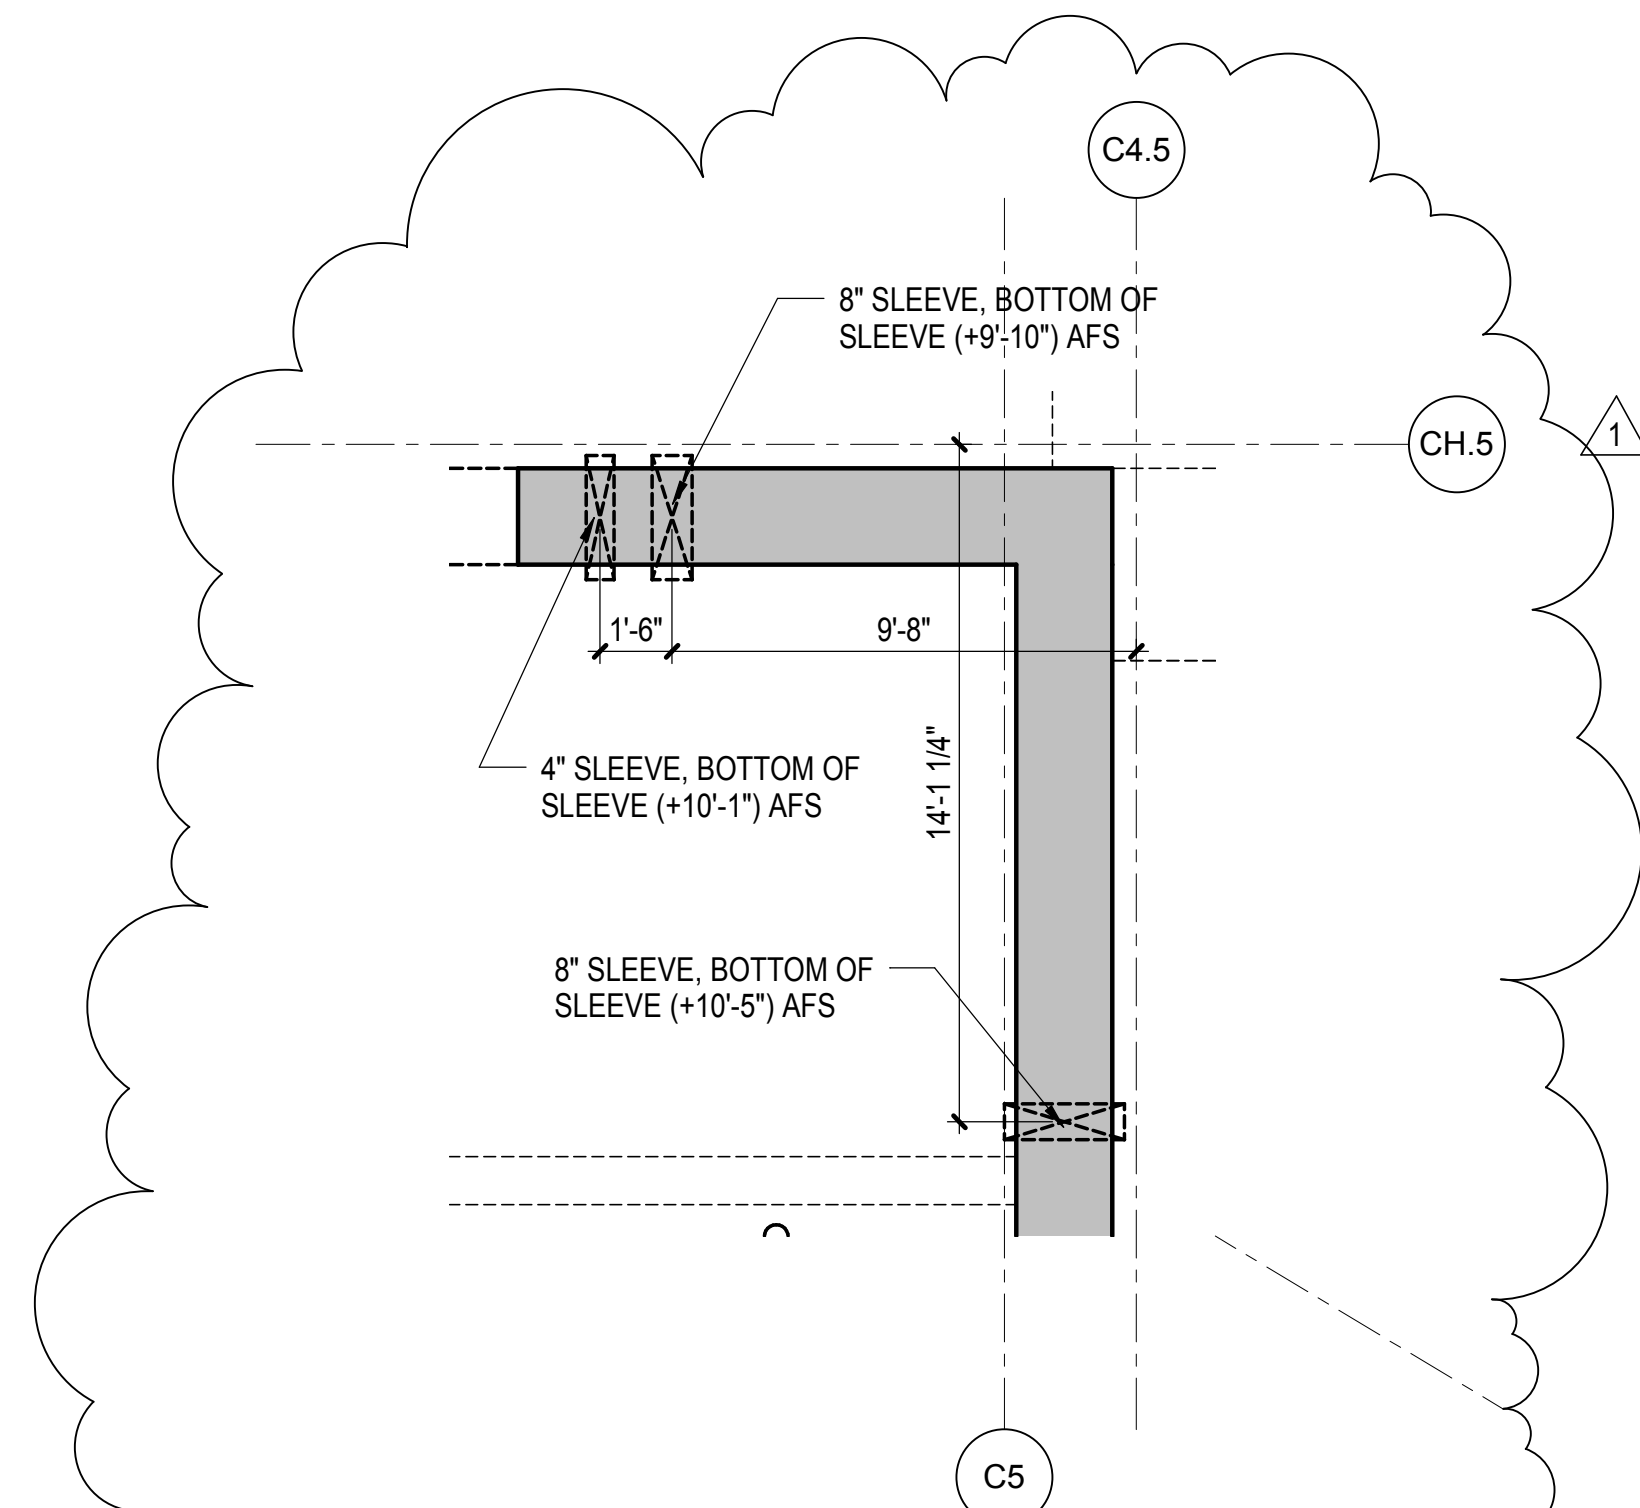 C4.5
8" SLEEVE, BOTTOM OF
SLEEVE (+9'-10") AFS
CH.5
1
1'-6"
9'-8"
14'-1 1/4"
4" SLEEVE, BOTTOM OF
SLEEVE (+10'-1") AFS
8" SLEEVE, BOTTOM OF
SLEEVE (+10'-5") AFS
C5